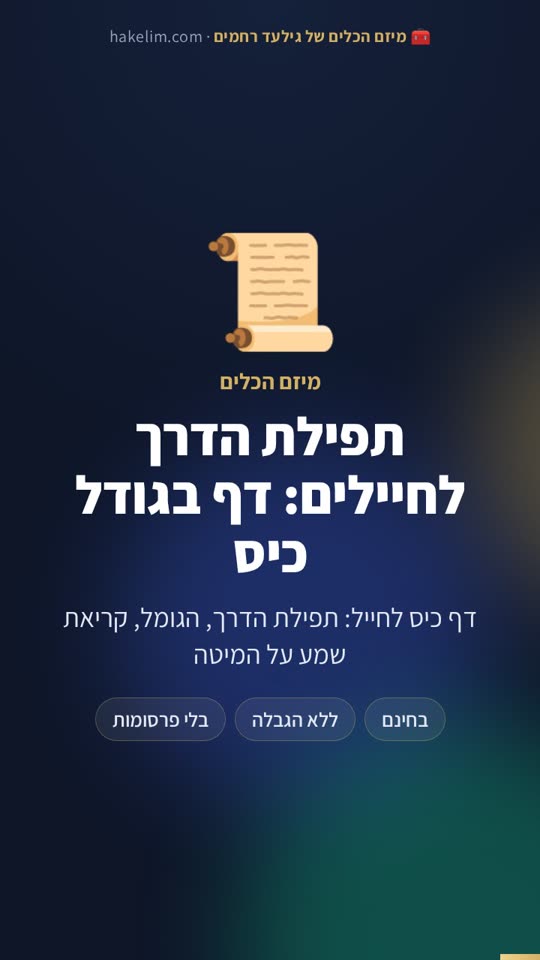 🧰 מיזם הכלים של גילעד רחמים · hakelim.com
מיזם הכלים
תפילת הדרך
לחיילים: דף בגודל
כיס
דף כיס לחייל: תפילת הדרך, הגומל, קריאת
שמע על המיטה
בחינם
ללא הגבלה
בלי פרסומות